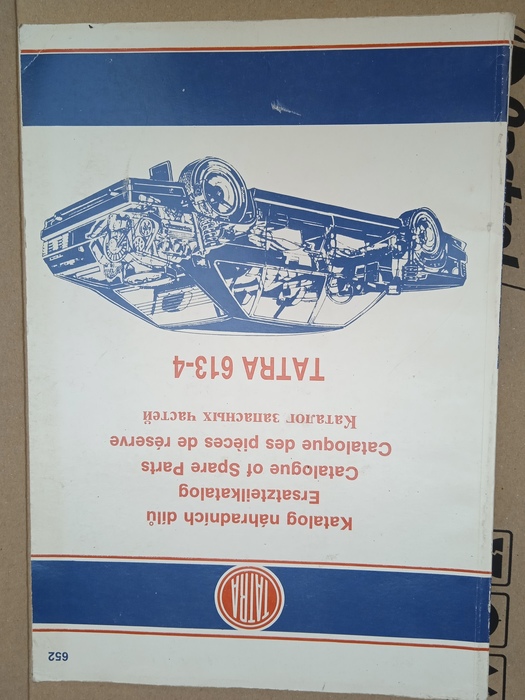 652
TATRA
Katalog náhradních dílů
Ersatzteilkatalog
Catalogue of Spare Parts
Cataloque des pièces de réserve
Каталог запасных частей
TATRA 613-4